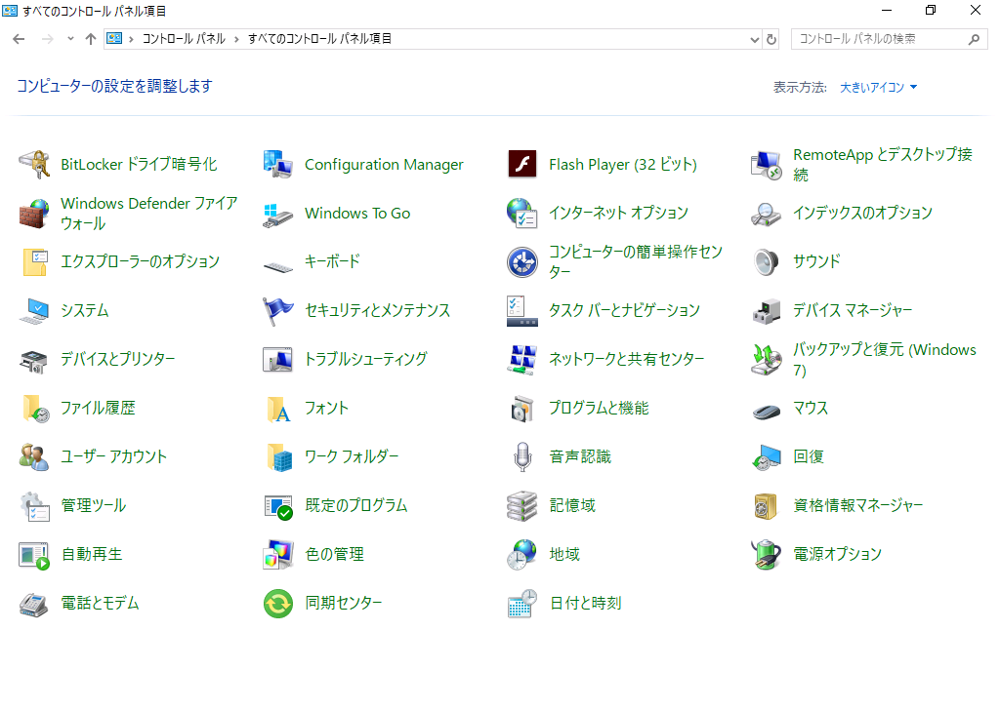 すべてのコントロール パネル項目
コントロール パネル › すべてのコントロール パネル項目
コントロール パネルの検索
コンピューターの設定を調整します
表示方法: 大きいアイコン
BitLocker ドライブ暗号化
Configuration Manager
Flash Player (32 ビット)
RemoteApp とデスクトップ接
続
Windows Defender ファイア
ウォール
Windows To Go
インターネット オプション
インデックスのオプション
エクスプローラーのオプション
キーボード
コンピューターの簡単操作セン
ター
サウンド
システム
セキュリティとメンテナンス
タスク バーとナビゲーション
デバイス マネージャー
デバイスとプリンター
トラブルシューティング
ネットワークと共有センター
バックアップと復元 (Windows
7)
ファイル履歴
フォント
プログラムと機能
マウス
ユーザー アカウント
ワーク フォルダー
音声認識
回復
管理ツール
既定のプログラム
記憶域
資格情報マネージャー
自動再生
色の管理
地域
電源オプション
電話とモデム
同期センター
日付と時刻